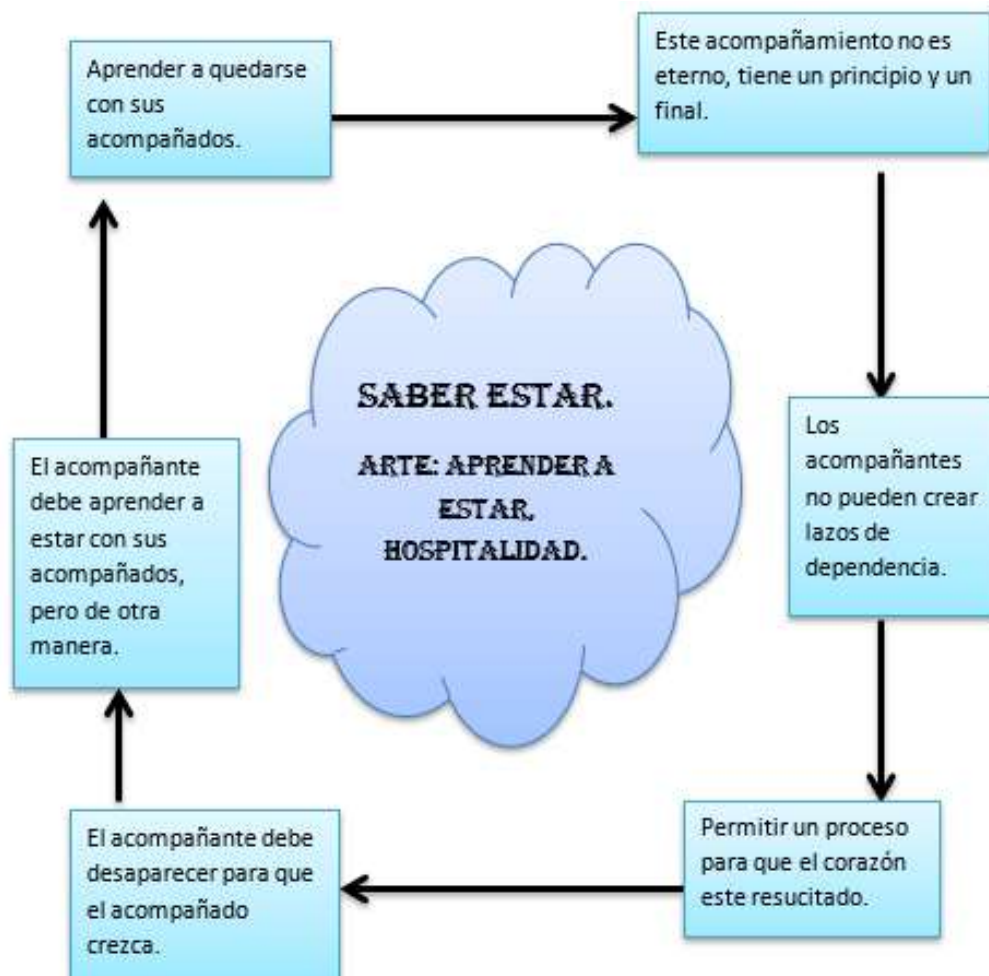 Aprender a quedarse
con sus
acompañados.
Este acompañamiento no es
eterno, tiene un principio y un
final.
Los
acompañantes
no pueden crear
lazos de
dependencia.
Permitir un proceso
para que el corazón
este resucitado.
El acompañante debe
desaparecer para que
el acompañado
crezca.
El acompañante
debe aprender a
estar con sus
acompañados,
pero de otra
manera.
SABER ESTAR.
ARTE: APRENDER A
ESTAR,
HOSPITALIDAD.